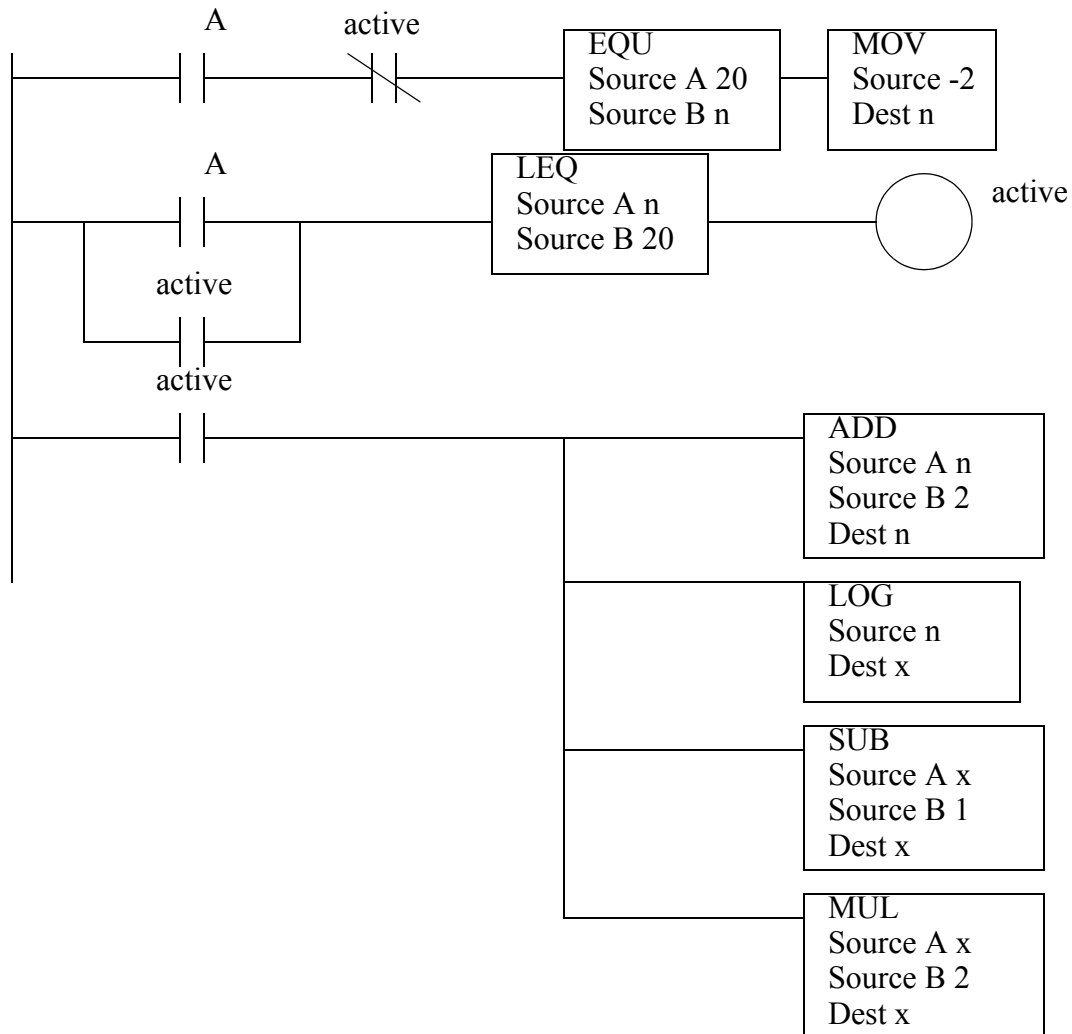 A
active
EQU
Source A 20
Source B n
MOV
Source -2
Dest n
A
LEQ
Source A n
Source B 20
active
active
active
ADD
Source A n
Source B 2
Dest n
LOG
Source n
Dest x
SUB
Source A x
Source B 1
Dest x
MUL
Source A x
Source B 2
Dest x